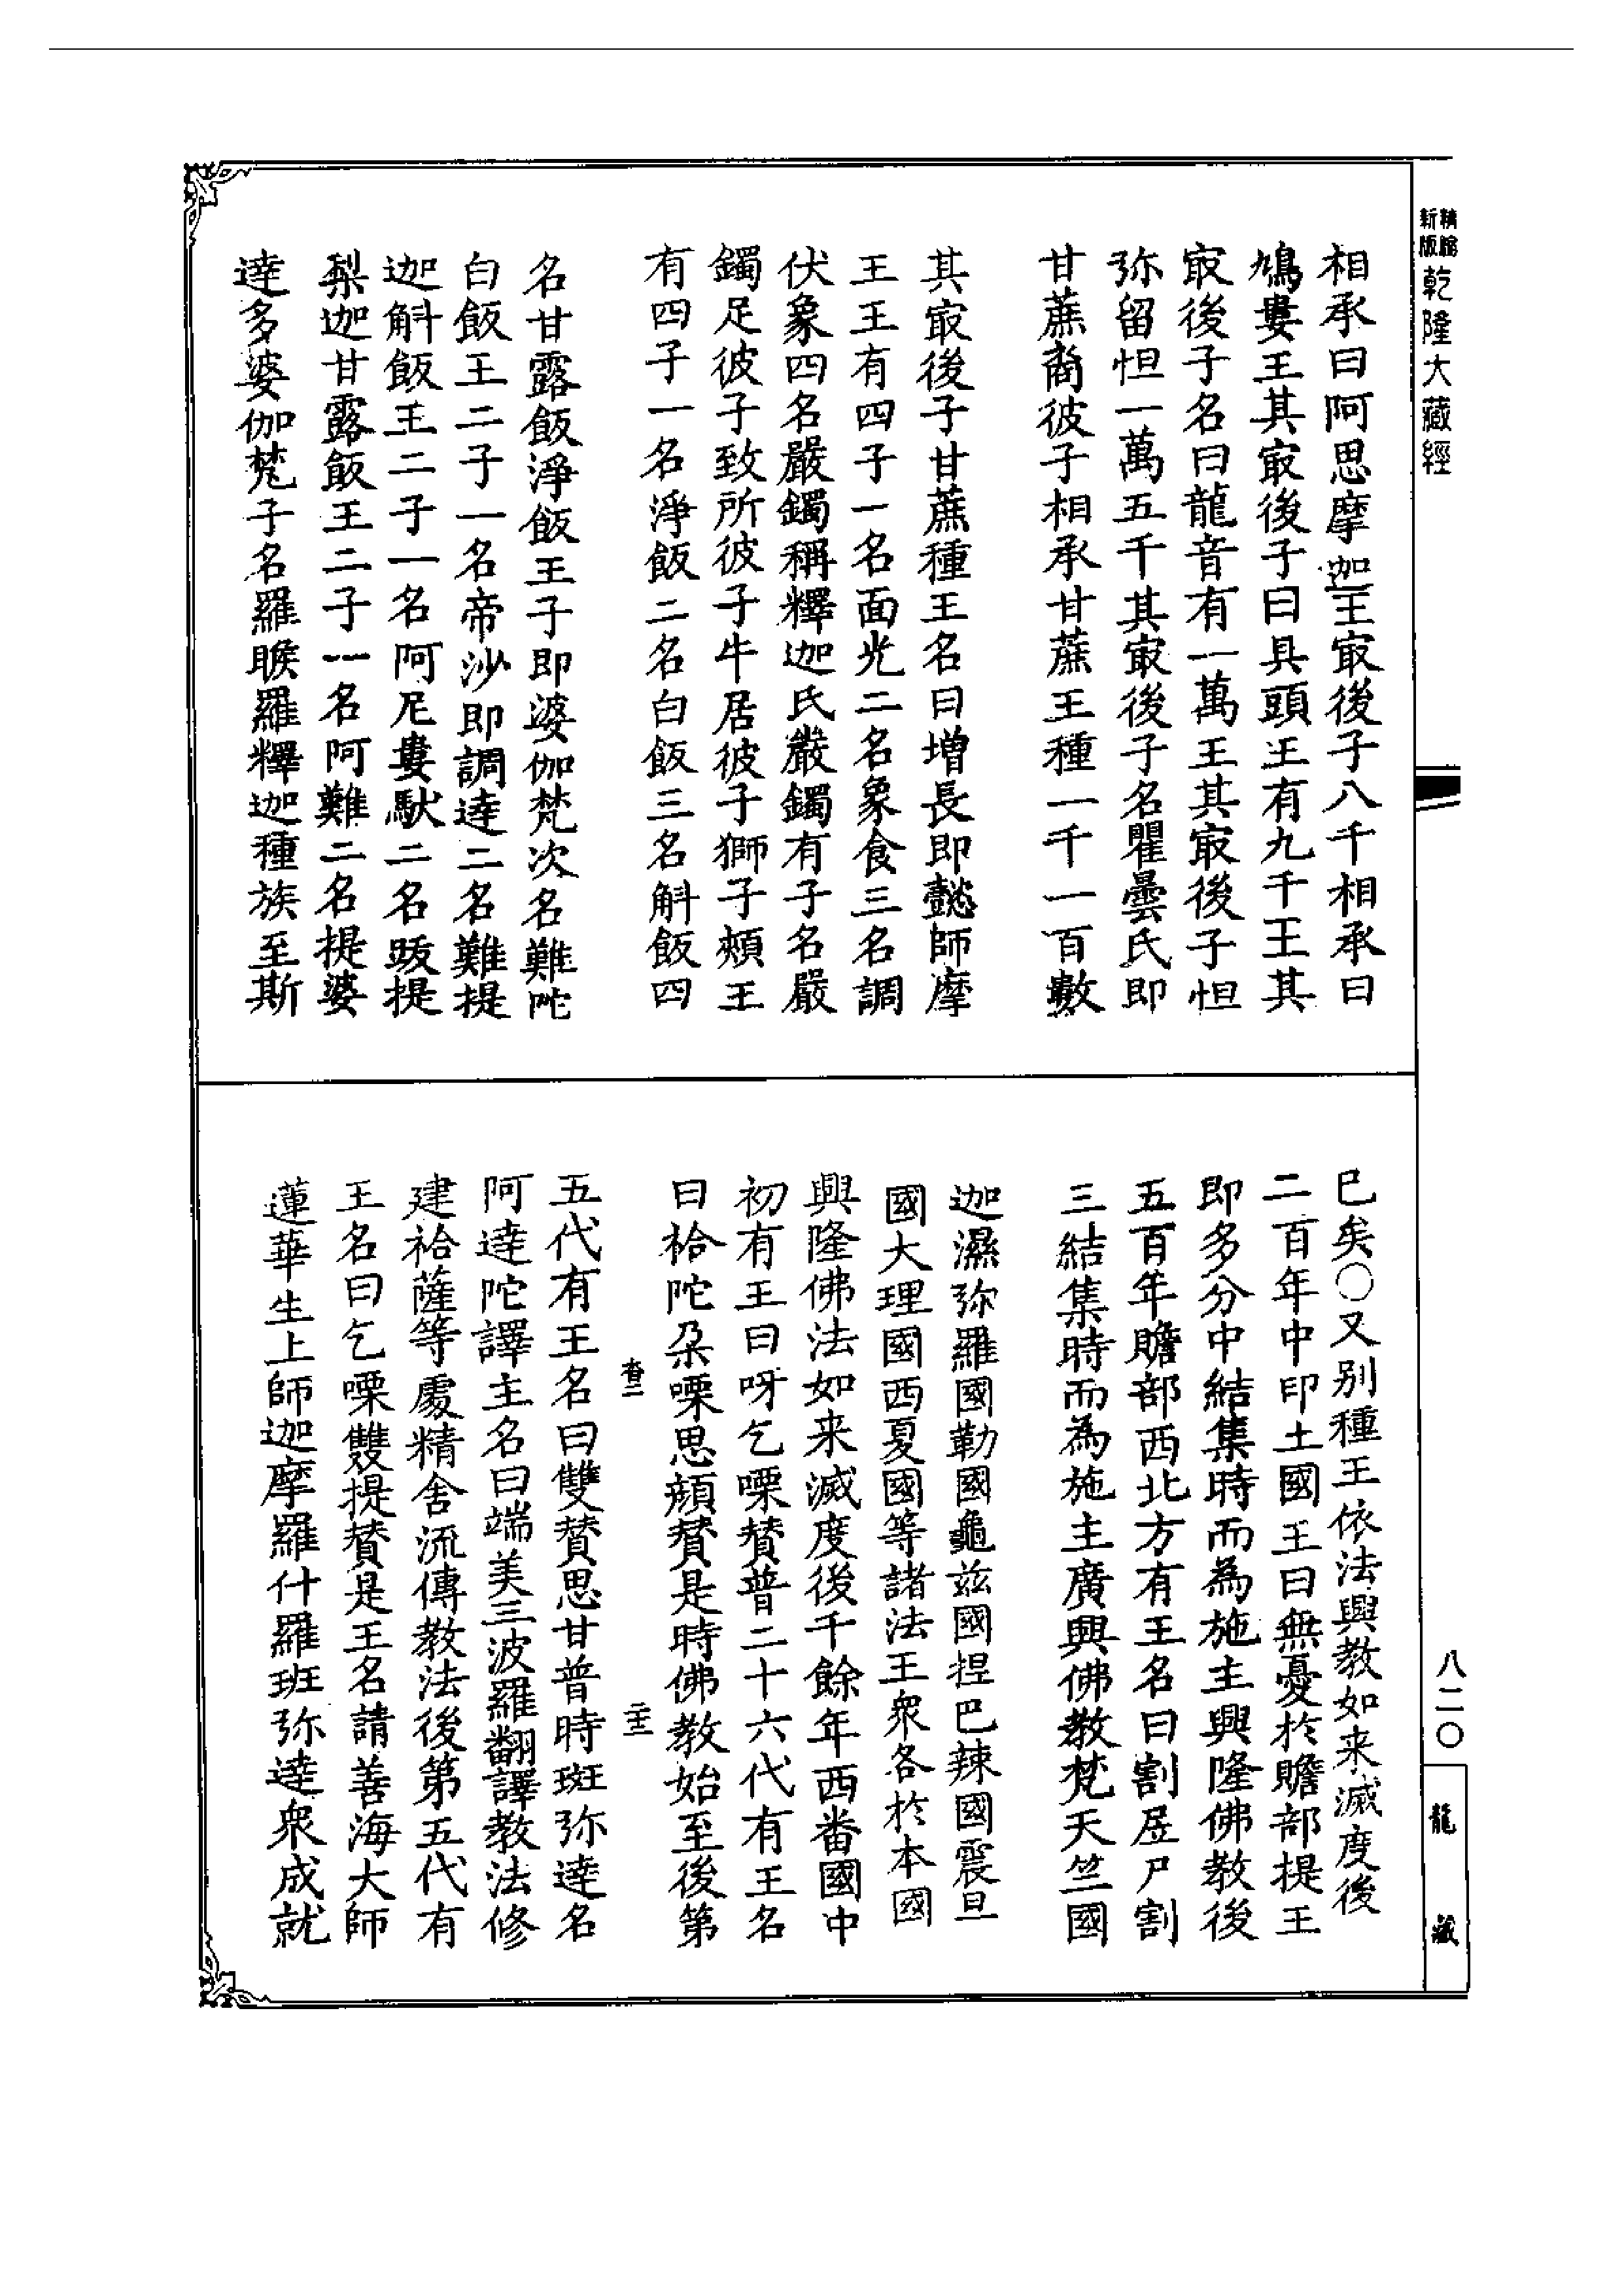 精繪
新版
乾隆大藏經
相承曰阿思摩迦王㝡後子八千相承曰
鳩婁王其㝡後子曰具頭王有九千王其
㝡後子名曰龍音有一萬王其㝡後子怛
弥留怛一萬五千其㝡後子名瞿曇氏即
甘蔗裔彼子相承甘蔗王種一千一百數
其㝡後子甘蔗種王名曰增長即懿師摩
王王有四子一名面光二名象食三名調
伏象四名嚴鐲稱釋迦氏嚴鐲有子名嚴
鐲足彼子致所彼子牛居彼子獅子頰王
有四子一名淨飯二名白飯三名斛飯四
名甘露飯淨飯王子即婆伽梵次名難陀
白飯王二子一名帝沙即調達二名難提
迦斛飯王二子一名阿尼婁馱二名跋提
梨迦甘露飯王二子一名阿難二名提婆
達多婆伽梵子名羅睺羅釋迦種族至斯
已矣○又别種王依法興教如来滅度後
二百年中印土國王曰無憂於贍部提王
即多分中結集時而為施主興隆佛教後
五百年贍部西北方有王名曰割屋尸割
三結集時而為施主廣興佛教梵天竺國
迦濕弥羅國勒國龜茲國捏巴辣國震旦
國大理國西夏國等諸法王衆各於本國
興隆佛法如来滅度後千餘年西番國中
初有王曰呀乞嘌賛普二十六代有王名
曰袷陀朶嘌思顔賛是時佛教始至後第
五代有王名曰雙賛思甘普時斑弥達名
阿達陀譯主名曰端美三波羅翻譯教法修
建袷薩等處精舍流傳教法後第五代有
王名曰乞嘌雙提賛是王名請善海大師
蓮華生上師迦摩羅什羅班弥達衆成就
八二〇
龍藏